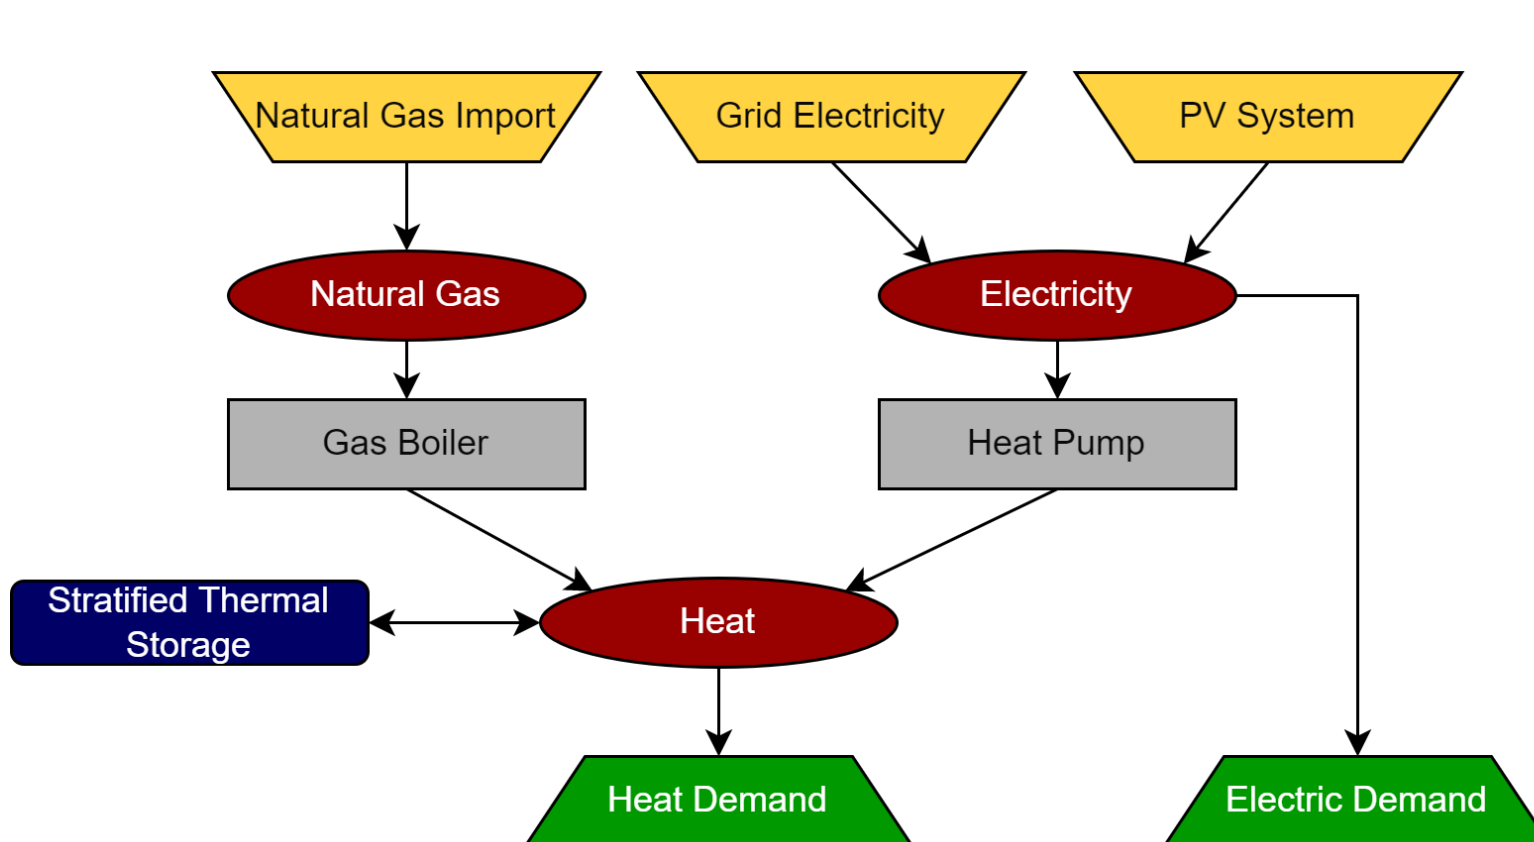 Natural Gas Import
Grid Electricity
PV System
Natural Gas
Electricity
Gas Boiler
Heat Pump
Stratified Thermal
Storage
Heat
Heat Demand
Electric Demand